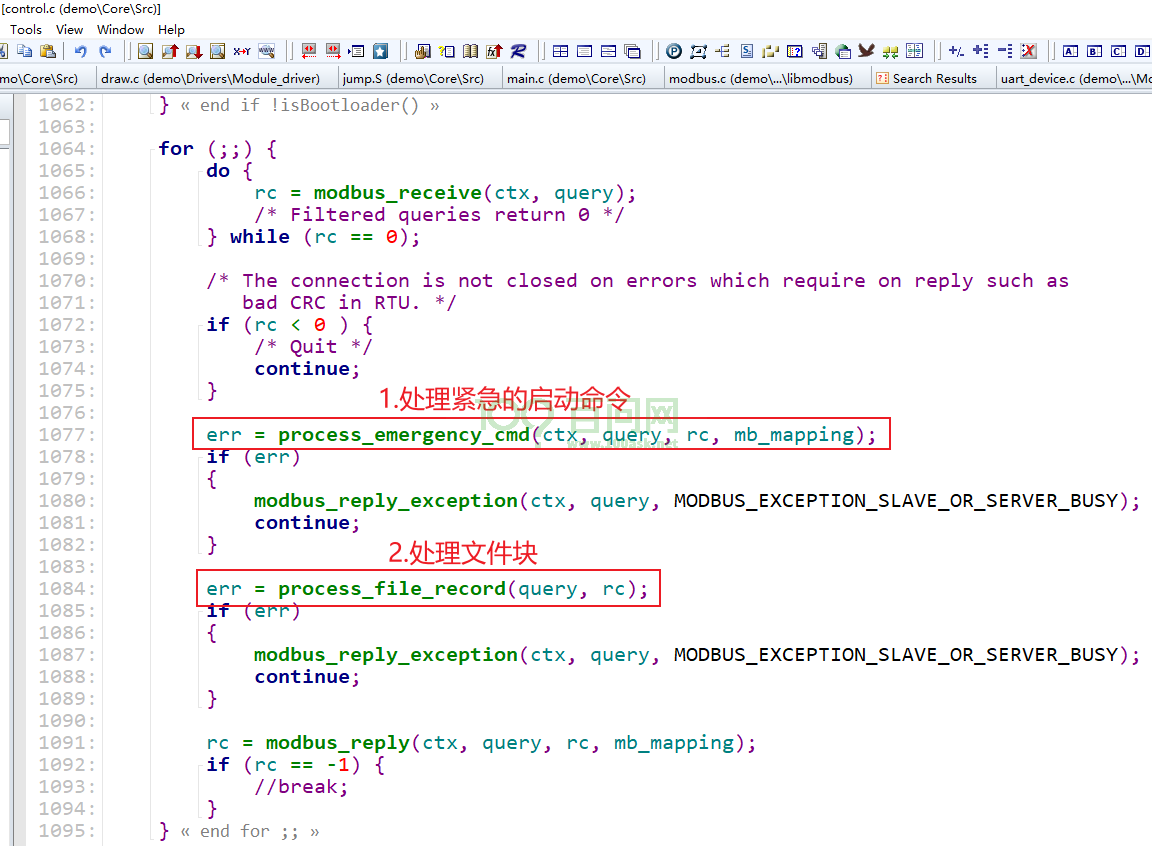 [control.c (demo\Core\Src)]
Tools View Window Help
mo\Core\Src) draw.c (demo\Drivers\Module_driver) jump.S (demo\Core\Src) main.c (demo\Core\Src) modbus.c (demo\...\libmodbus) Search Results uart_device.c (demo\...\Mo
1062: } « end if !isBootloader() »
1063:
1064: for (;;) {
1065: do {
1066: rc = modbus_receive(ctx, query);
1067: /* Filtered queries return 0 */
1068: } while (rc == 0);
1069:
1070: /* The connection is not closed on errors which require on reply such as
1071: bad CRC in RTU. */
1072: if (rc < 0 ) {
1073: /* Quit */
1074: continue;
1075: }
1.处理紧急的启动命令
1076:
100 百问网
1077: err = process_emergency_cmd(ctx, query, rc, mb_mapping);
www.100ask.net
1078: if (err)
1079: {
1080: modbus_reply_exception(ctx, query, MODBUS_EXCEPTION_SLAVE_OR_SERVER_BUSY);
1081: continue;
1082: }
2.处理文件块
1083:
1084: err = process_file_record(query, rc);
1085: if (err)
1086: {
1087: modbus_reply_exception(ctx, query, MODBUS_EXCEPTION_SLAVE_OR_SERVER_BUSY);
1088: continue;
1089: }
1090:
1091: rc = modbus_reply(ctx, query, rc, mb_mapping);
1092: if (rc == -1) {
1093: //break;
1094: }
1095: } « end for ;; »